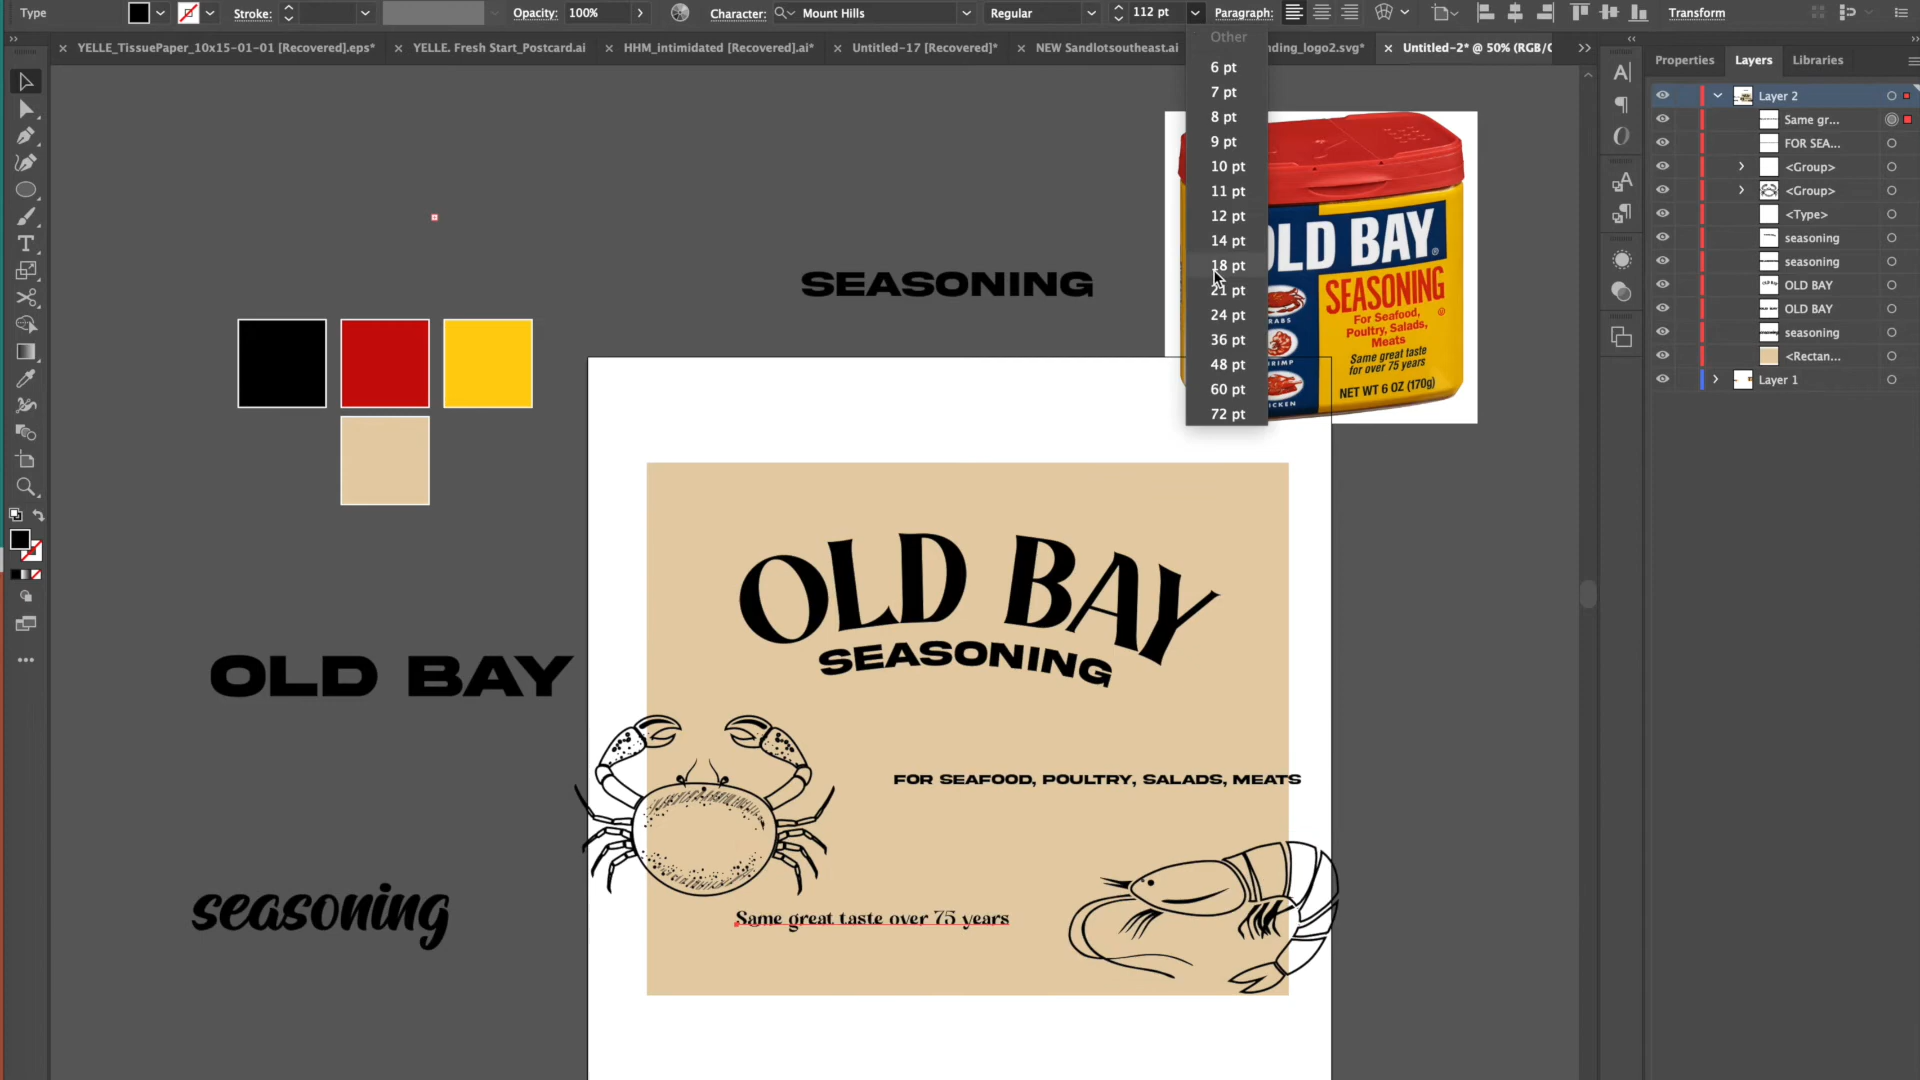 Type
Stroke:
Opacity: 100%
Character: Mount Hills
Regular
112 pt
Paragraph:
Transform
YELLE_TissuePaper_10x15-01-01 [Recovered].eps*
YELLE. Fresh Start_Postcard.ai
HHM_intimidated [Recovered].ai*
Untitled-17 [Recovered]*
NEW Sandlotsoutheast.ai
nding_logo2.svg*
Untitled-2* @ 50% (RGB/C
Other
6 pt
7 pt
8 pt
9 pt
10 pt
11 pt
12 pt
14 pt
18 pt
21 pt
24 pt
36 pt
48 pt
60 pt
72 pt
Properties
Layers
Libraries
Layer 2
Same gr...
FOR SEA...
<Group>
<Group>
<Type>
seasoning
seasoning
OLD BAY
OLD BAY
seasoning
<Rectan...
Layer 1
SEASONING
LD BAY®
SEASONING
For Seafood,
Poultry, Salads,
Meats
Same great taste
for over 75 years
NET WT 6 OZ (170g)
ABS
RIMP
ICKEN
OLD BAY
seasoning
OLD BAY
SEASONING
FOR SEAFOOD, POULTRY, SALADS, MEATS
Same great taste over 75 years